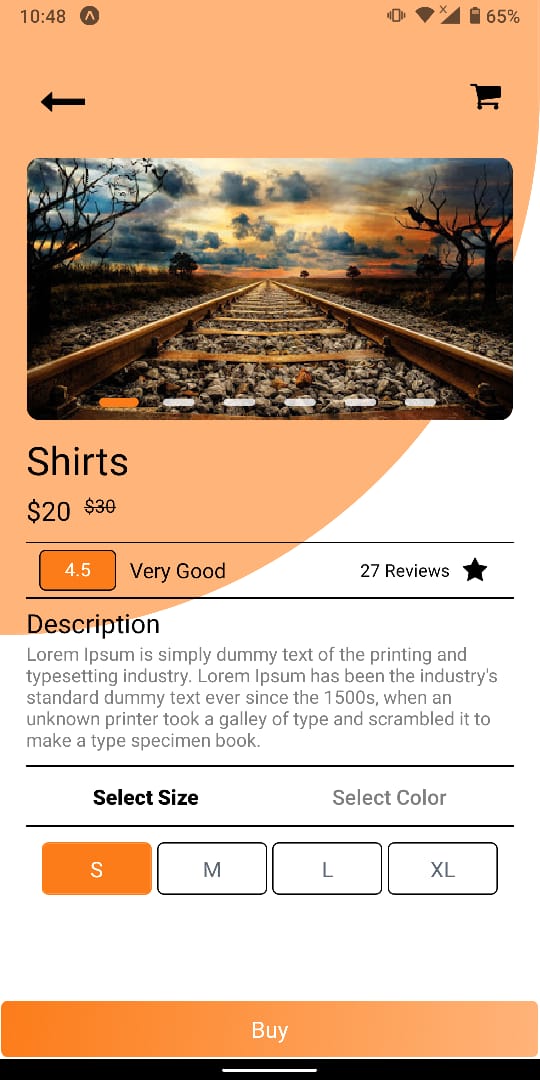 10:48 65%
Shirts
$20 $30
4.5 Very Good 27 Reviews
Description
Lorem Ipsum is simply dummy text of the printing and
typesetting industry. Lorem Ipsum has been the industry's
standard dummy text ever since the 1500s, when an
unknown printer took a galley of type and scrambled it to
make a type specimen book.
Select Size Select Color
S M L XL
Buy